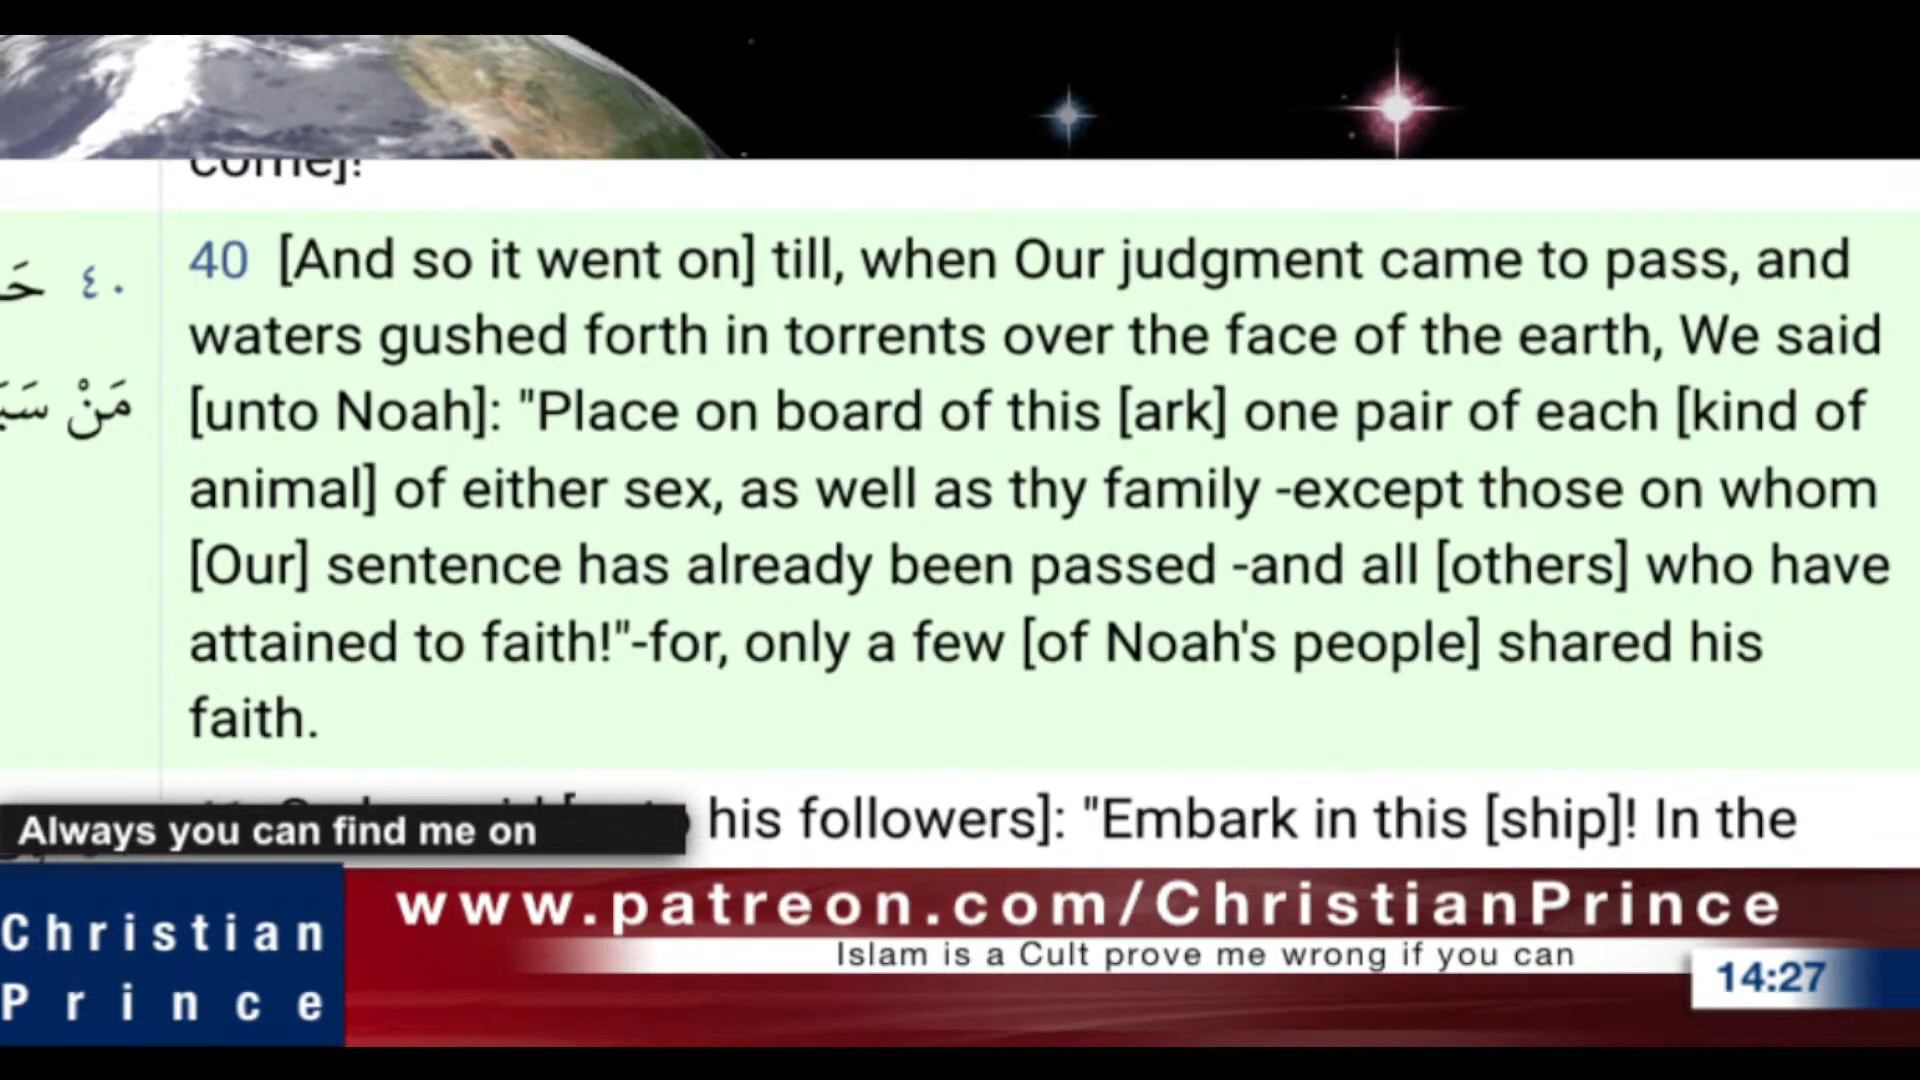 come]!
40 [And so it went on] till, when Our judgment came to pass, and
waters gushed forth in torrents over the face of the earth, We said
[unto Noah]: "Place on board of this [ark] one pair of each [kind of
animal] of either sex, as well as thy family -except those on whom
[Our] sentence has already been passed -and all [others] who have
attained to faith!"-for, only a few [of Noah's people] shared his
faith.
٤٠
مَنْ
his followers]: "Embark in this [ship]! In the
Always you can find me on
Christian
Prince
www.patreon.com/ChristianPrince
Islam is a Cult prove me wrong if you can
14:27